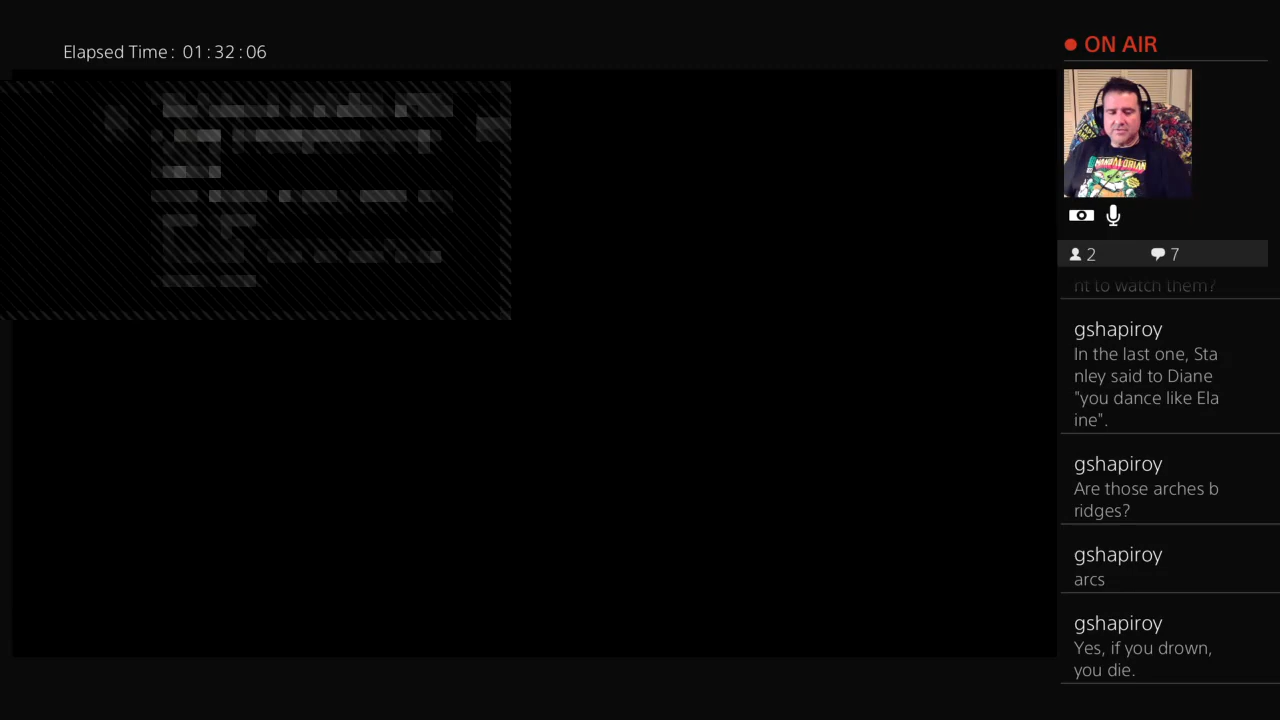 Elapsed Time: 01:32:06
ON AIR
MANDALORIAN
2
7
nt to watch them?
gshapiroy
In the last one, Sta
nley said to Diane
"you dance like Ela
ine".
gshapiroy
Are those arches b
ridges?
gshapiroy
arcs
gshapiroy
Yes, if you drown,
you die.